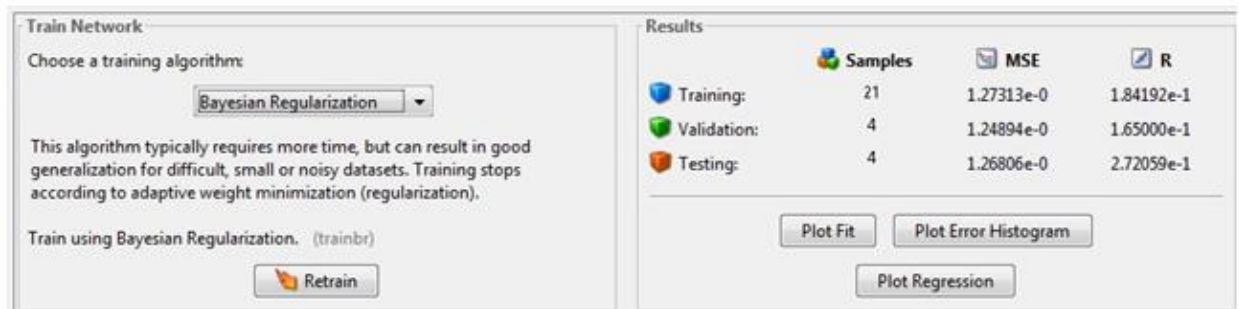 Train Network
Choose a training algorithm:
Bayesian Regularization
This algorithm typically requires more time, but can result in good
generalization for difficult, small or noisy datasets. Training stops
according to adaptive weight minimization (regularization).
Train using Bayesian Regularization. (trainbr)
Retrain
Results
Samples MSE R
Training: 21 1.27313e-0 1.84192e-1
Validation: 4 1.24894e-0 1.65000e-1
Testing: 4 1.26806e-0 2.72059e-1
Plot Fit Plot Error Histogram
Plot Regression